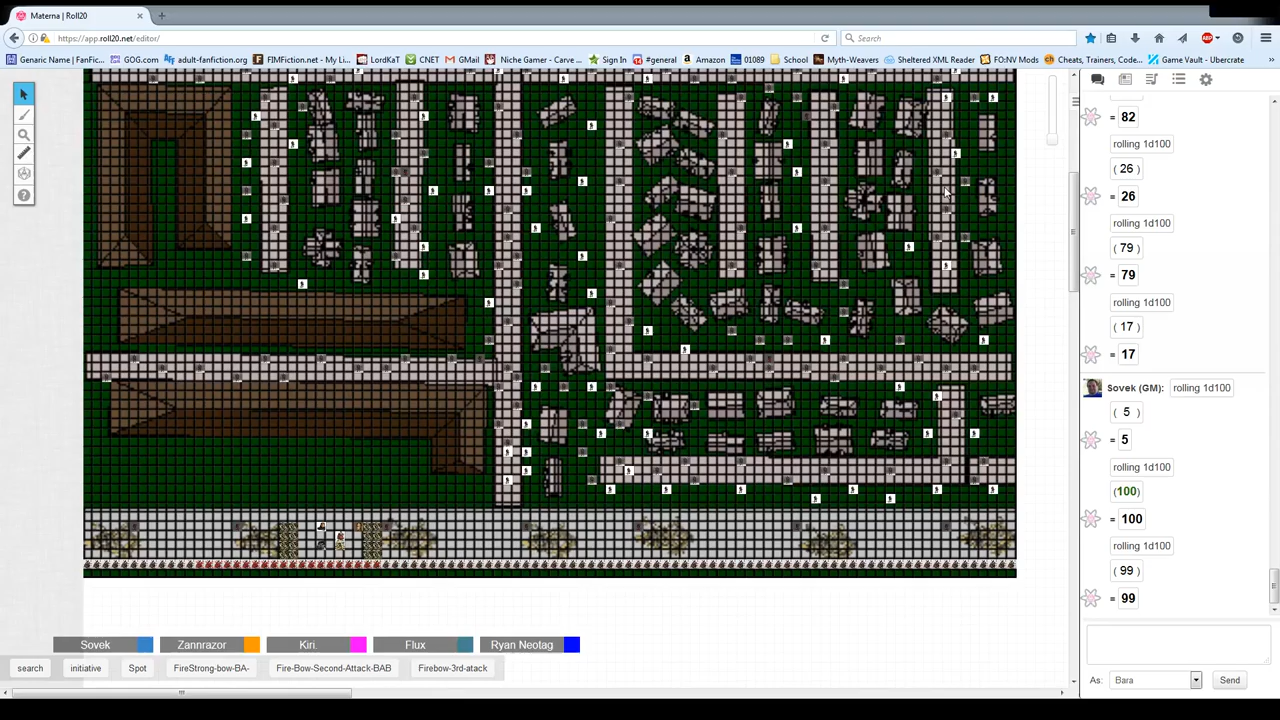 Materna | Roll20
https://app.roll20.net/editor/
Search
Generic Name | FanFic...
GOG.com
adult-fanfiction.org
FIMFiction.net - My Li...
LordKaT
CNET
GMail
Niche Gamer - Carve ...
Sign In
#general
Amazon
01089
School
Myth-Weavers
Sheltered XML Reader
FO:NV Mods
Cheats, Trainers, Cod...
Game Vault - Ubercrate
= 82
rolling 1d100
( 26 )
= 26
rolling 1d100
( 79 )
= 79
rolling 1d100
( 17 )
= 17
Sovek (GM): rolling 1d100
( 5 )
= 5
rolling 1d100
(100)
= 100
rolling 1d100
( 99 )
= 99
Sovek
Zannrazor
Kiri.
Flux
Ryan Neotag
search
initiative
Spot
FireStrong-bow-BA-
Fire-Bow-Second-Attack-BAB
Firebow-3rd-attack
As: Bara
Send